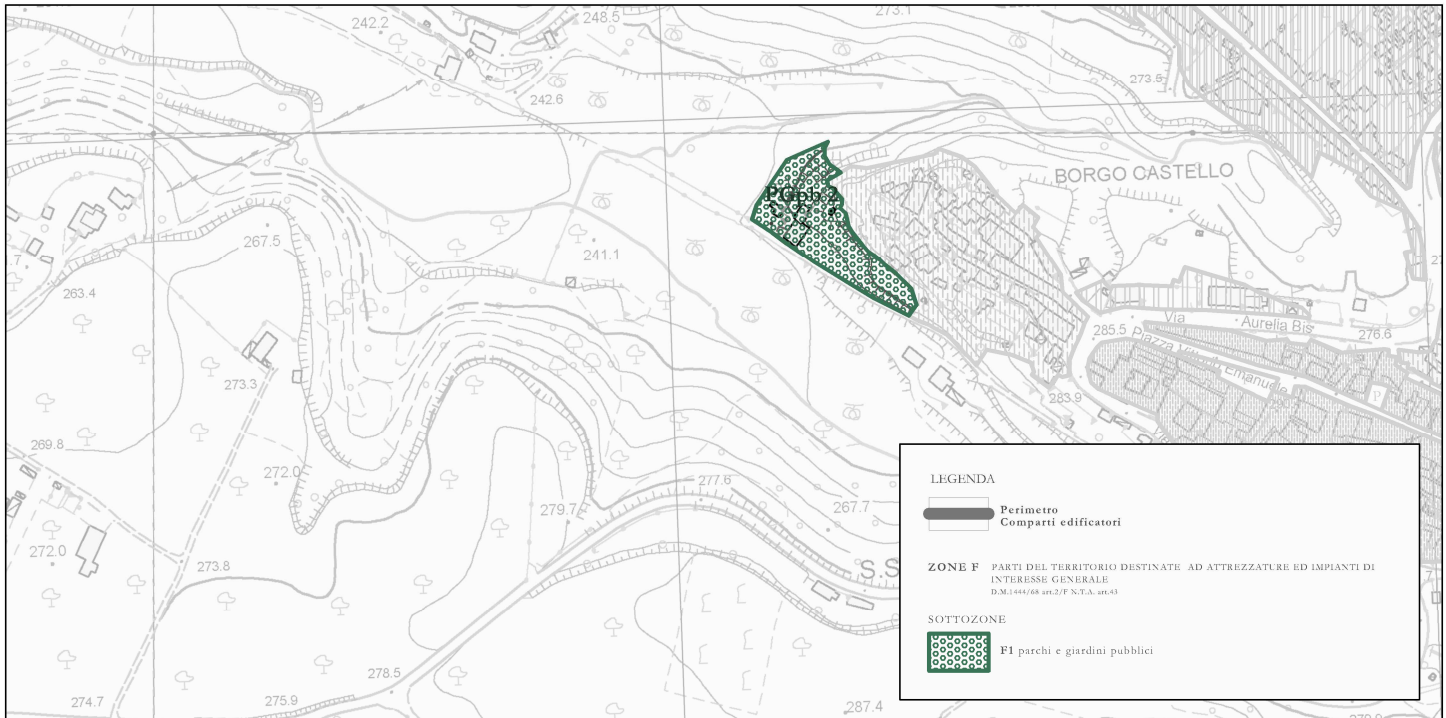 242.2
248.5
273.1
273.5
242.6
BORGO CASTELLO
267.5
241.1
.7
263.4
Via
Aurelia Bis
285.5
276.6
Emanuele
P
273.3
283.9
269.8
272.0
277.6
279.7
267.7
272.0
273.8
S.S
278.5
274.7
275.9
287.4
LEGENDA
Perimetro
Comparti edificatori
ZONE F PARTI DEL TERRITORIO DESTINATE AD ATTREZZATURE ED IMPIANTI DI
INTERESSE GENERALE
D.M.1444/68 art.2/F N.T.A. art.43
SOTTOZONE
F1 parchi e giardini pubblici